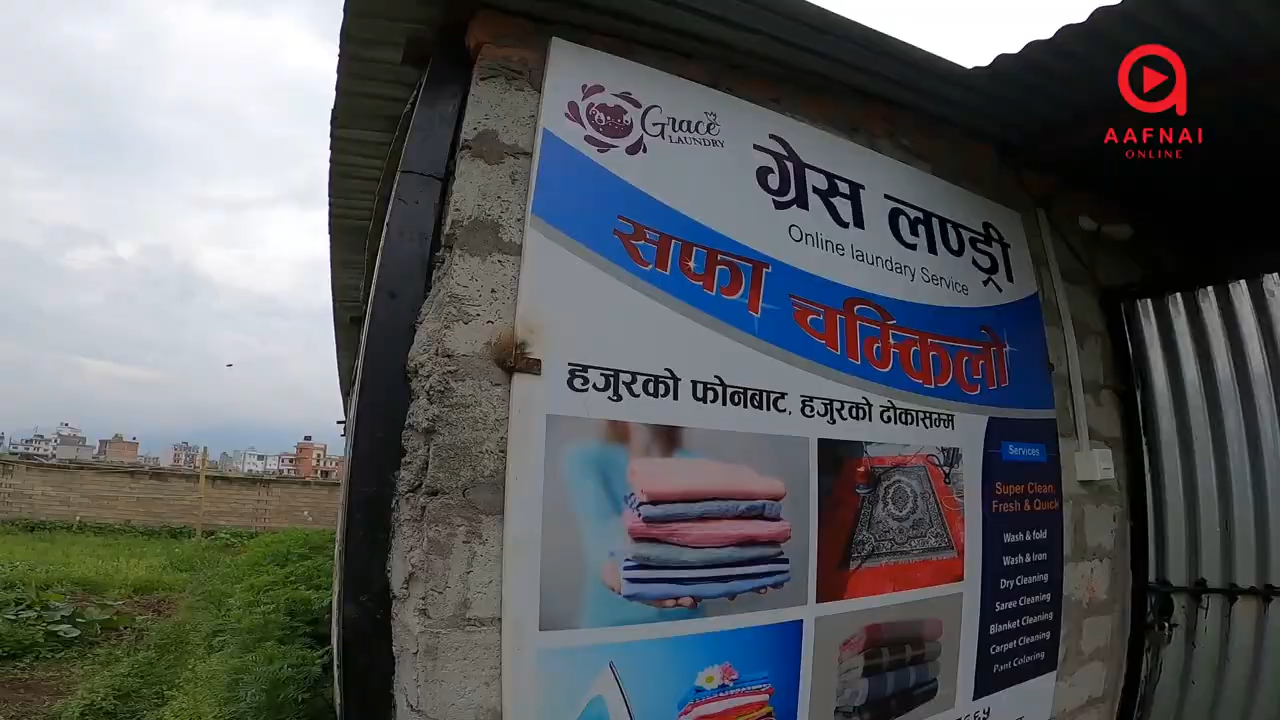 Grace
LAUNDRY
ग्रेस लण्ड्री
Online laundary Service
सफा चम्किलो
हजुरको फोनबाट, हजुरको ढोकासम्म
Services
Super Clean,
Fresh & Quick
Wash & fold
Wash & Iron
Dry Cleaning
Saree Cleaning
Blanket Cleaning
Carpet Cleaning
Pant Coloring
AAFNAI
ONLINE